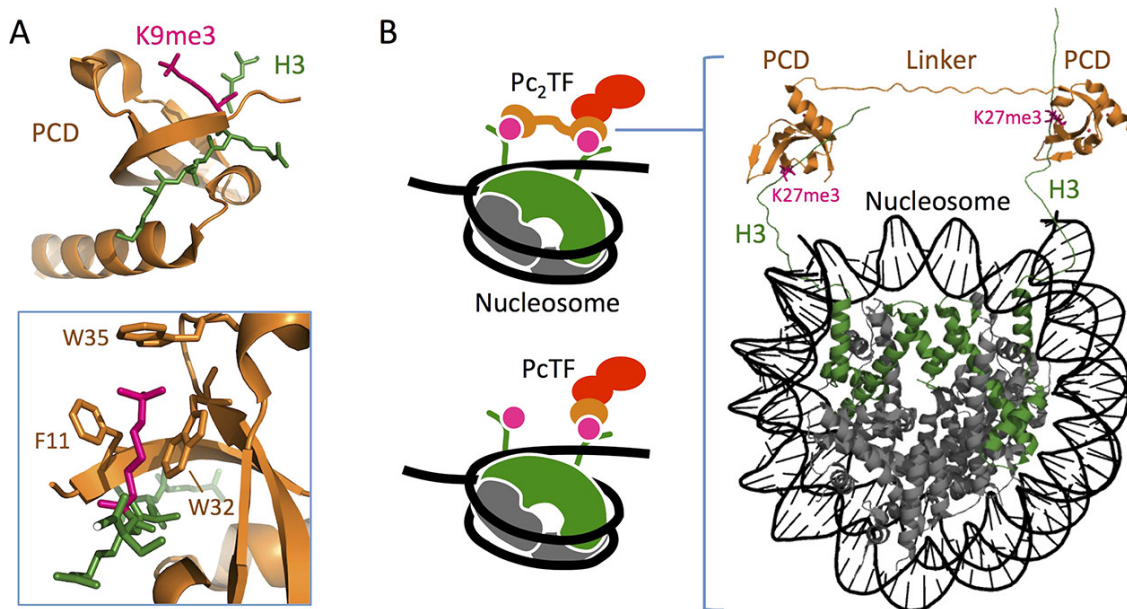 A
K9me3
H3
PCD
W35
F11
W32
B
Pc2TF
Nucleosome
PcTF
PCD
Linker
PCD
K27me3
K27me3
H3
Nucleosome
H3